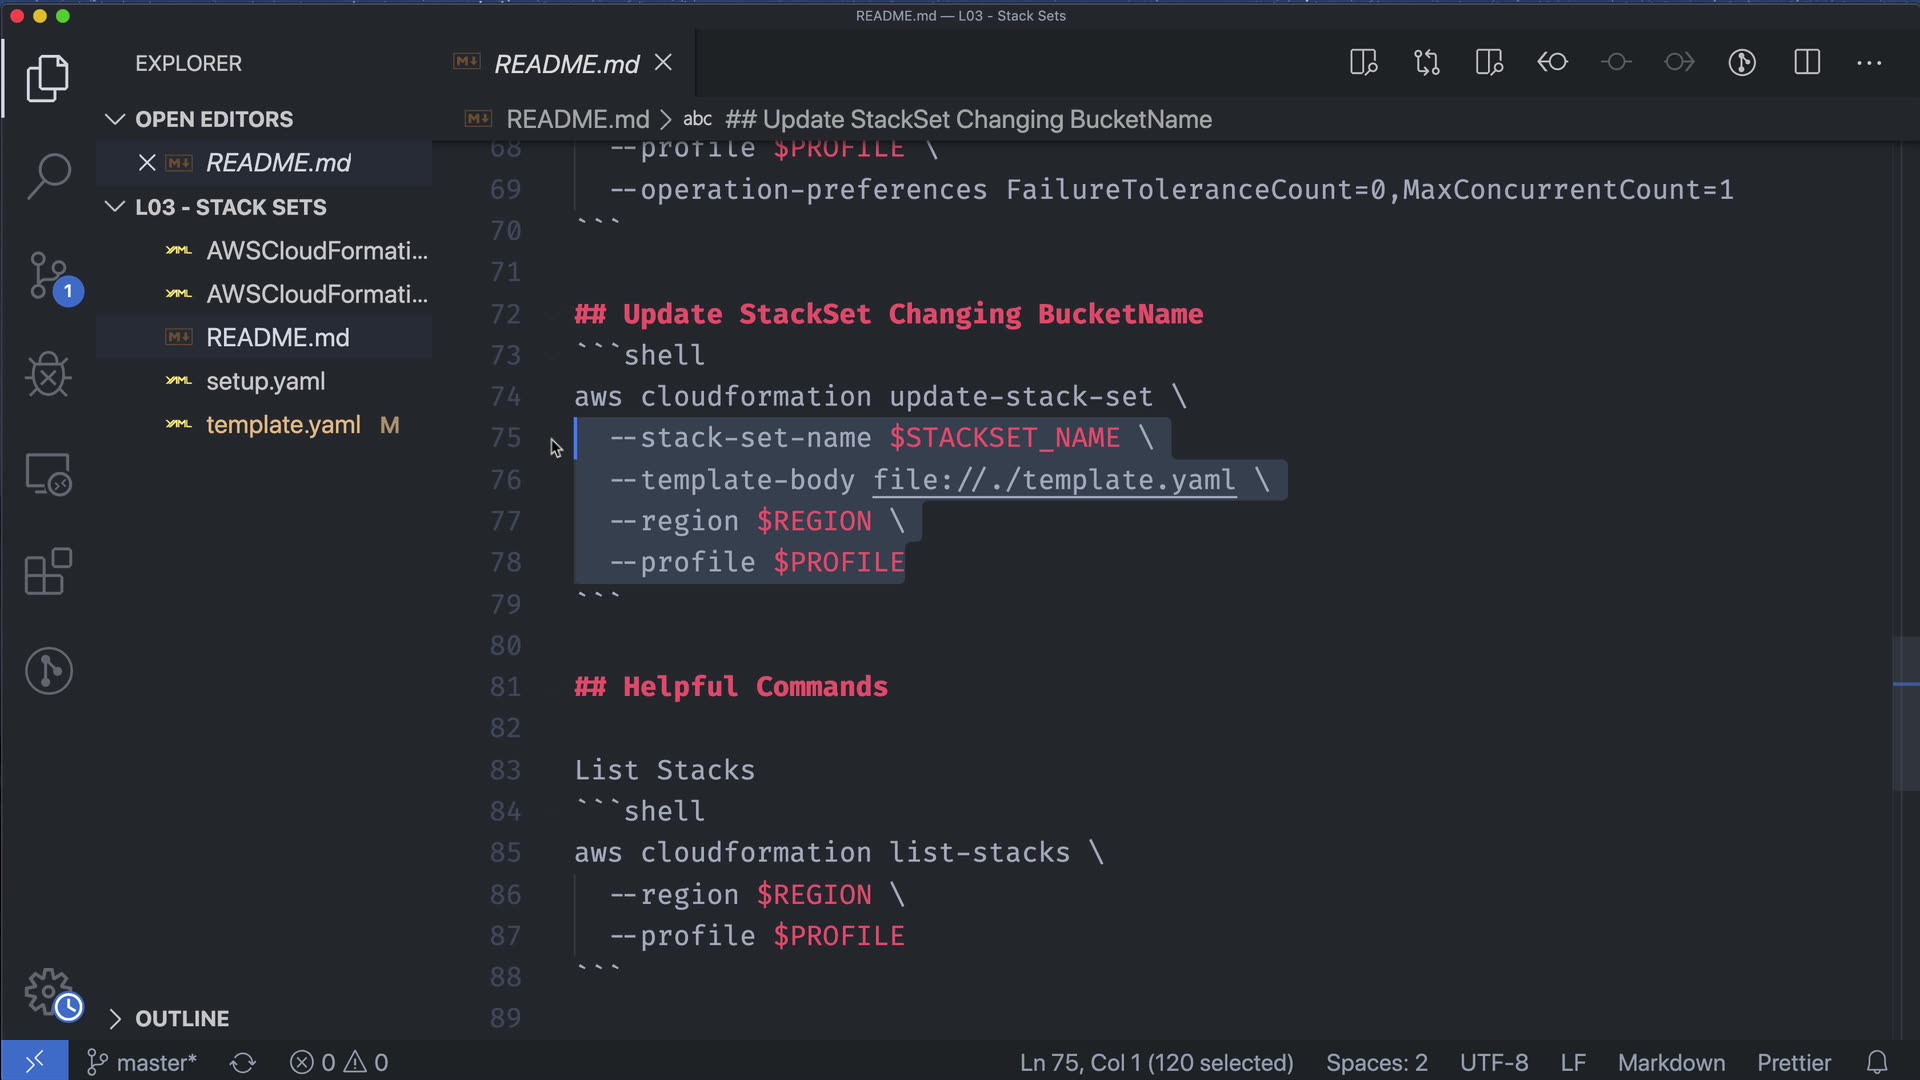 README.md — L03 - Stack Sets
EXPLORER
README.md
OPEN EDITORS
README.md
L03 - STACK SETS
AWSCloudFormati...
AWSCloudFormati...
README.md
setup.yaml
template.yaml M
OUTLINE
1
README.md > abc ## Update StackSet Changing BucketName
68 --profile $PROFILE \
69 --operation-preferences FailureToleranceCount=0,MaxConcurrentCount=1
70 ```
71
72 ## Update StackSet Changing BucketName
73 ```shell
74 aws cloudformation update-stack-set \
75 --stack-set-name $STACKSET_NAME \
76 --template-body file://./template.yaml \
77 --region $REGION \
78 --profile $PROFILE
79 ```
80
81 ## Helpful Commands
82
83 List Stacks
84 ```shell
85 aws cloudformation list-stacks \
86 --region $REGION \
87 --profile $PROFILE
88 ```
89
master* 0 0 Ln 75, Col 1 (120 selected) Spaces: 2 UTF-8 LF Markdown Prettier